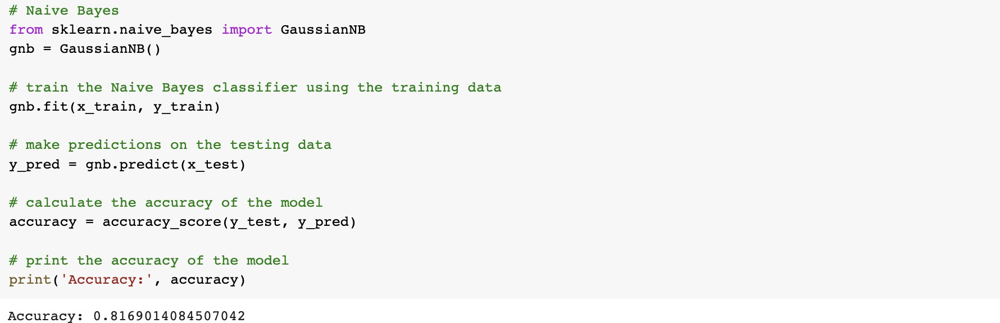 # Naive Bayes
from sklearn.naive_bayes import GaussianNB
gnb = GaussianNB()
# train the Naive Bayes classifier using the training data
gnb.fit(x_train, y_train)
# make predictions on the testing data
y_pred = gnb.predict(x_test)
# calculate the accuracy of the model
accuracy = accuracy_score(y_test, y_pred)
# print the accuracy of the model
print('Accuracy:', accuracy)
Accuracy: 0.8169014084507042